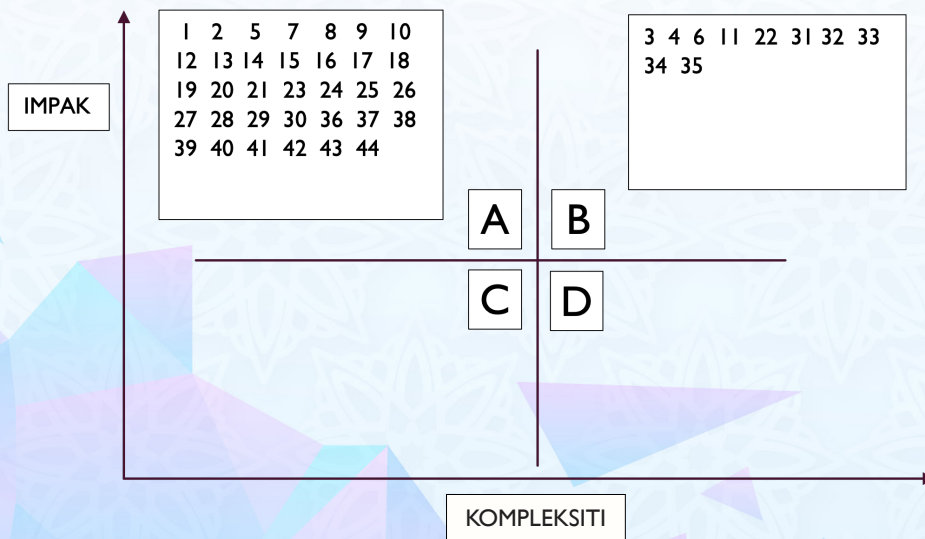 1 2 5 7 8 9 10
12 13 14 15 16 17 18
19 20 21 23 24 25 26
27 28 29 30 36 37 38
39 40 41 42 43 44
3 4 6 11 22 31 32 33
34 35
IMPAK
A
B
C
D
KOMPLEKSITI